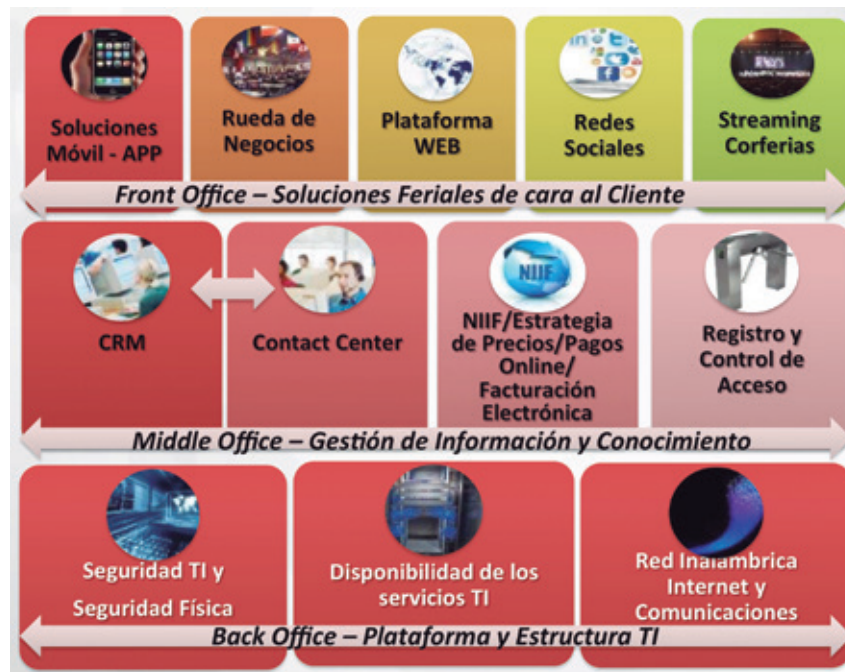 Soluciones
Móvil - APP
Rueda de
Negocios
Plataforma
WEB
Redes
Sociales
Streaming
Corferias
Front Office – Soluciones Feriales de cara al Cliente
CRM
Contact Center
NIIF
NIIF/Estrategia
de Precios/Pagos
Online/
Facturación
Electrónica
Registro y
Control de
Acceso
Middle Office – Gestión de Información y Conocimiento
Seguridad TI y
Seguridad Física
Disponibilidad de los
servicios TI
Red Inalámbrica
Internet y
Comunicaciones
Back Office – Plataforma y Estructura TI